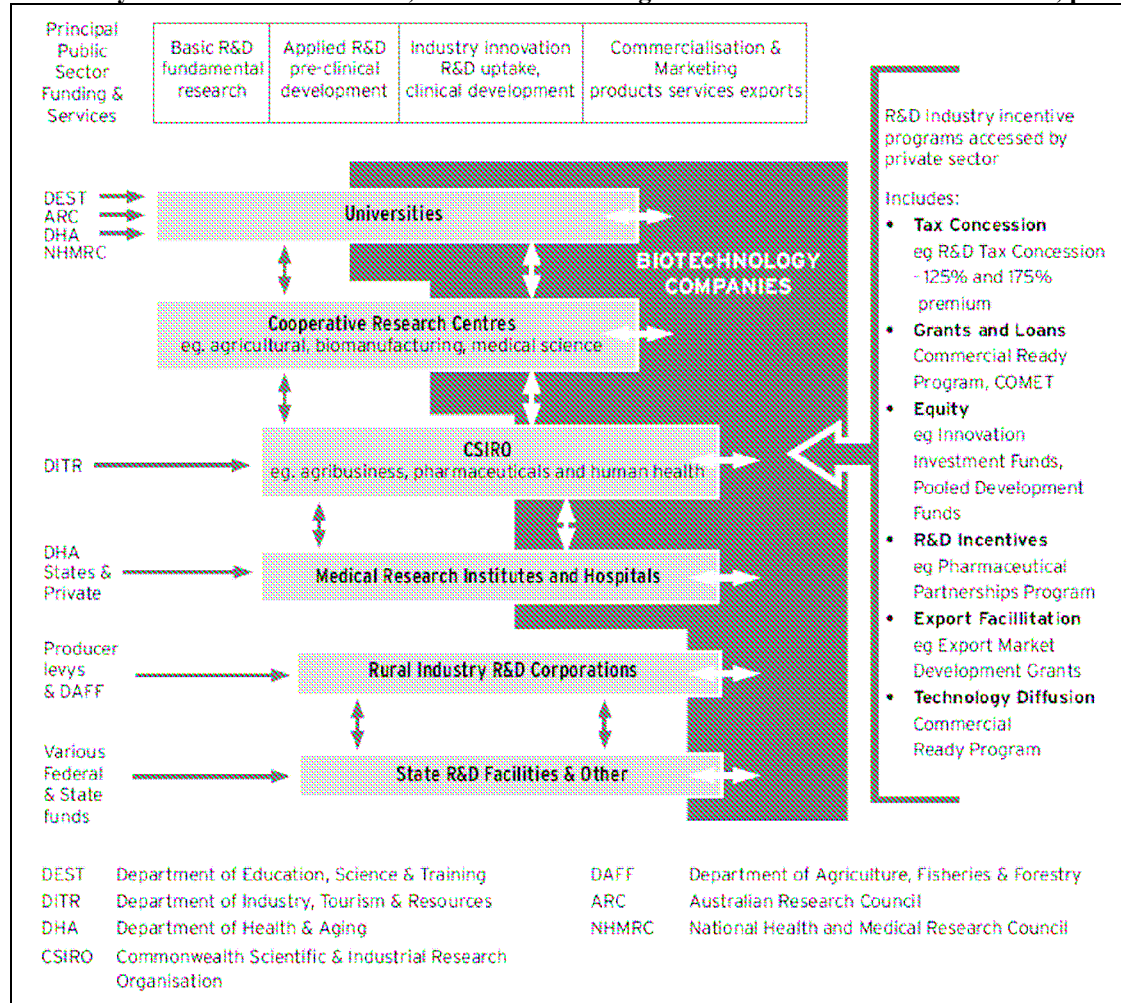 Principal
Public
Sector
Funding &
Services
Basic R&D
fundamental
research
Applied R&D
pre-clinical
development
Industry innovation
R&D uptake,
clinical development
Commercialisation &
Marketing
products services exports
R&D Industry incentive
programs accessed by
private sector
Includes:
• Tax Concession
eg R&D Tax Concession
- 125% and 175%
premium
• Grants and Loans
Commercial Ready
Program, COMET
• Equity
eg Innovation
Investment Funds,
Pooled Development
Funds
• R&D Incentives
eg Pharmaceutical
Partnerships Program
• Export Facillitation
eg Export Market
Development Grants
• Technology Diffusion
Commercial
Ready Program
DEST
ARC
DHA
NHMRC
Universities
BIOTECHNOLOGY
COMPANIES
Cooperative Research Centres
eg. agricultural, biomanufacturing, medical science
DITR
CSIRO
eg. agribusiness, pharmaceuticals and human health
DHA
States &
Private
Medical Research Institutes and Hospitals
Producer
levys
& DAFF
Rural Industry R&D Corporations
Various
Federal
& State
funds
State R&D Facilities & Other
DEST Department of Education, Science & Training
DITR Department of Industry, Tourism & Resources
DHA Department of Health & Aging
CSIRO Commonwealth Scientific & Industrial Research
Organisation
DAFF Department of Agriculture, Fisheries & Forestry
ARC Australian Research Council
NHMRC National Health and Medical Research Council